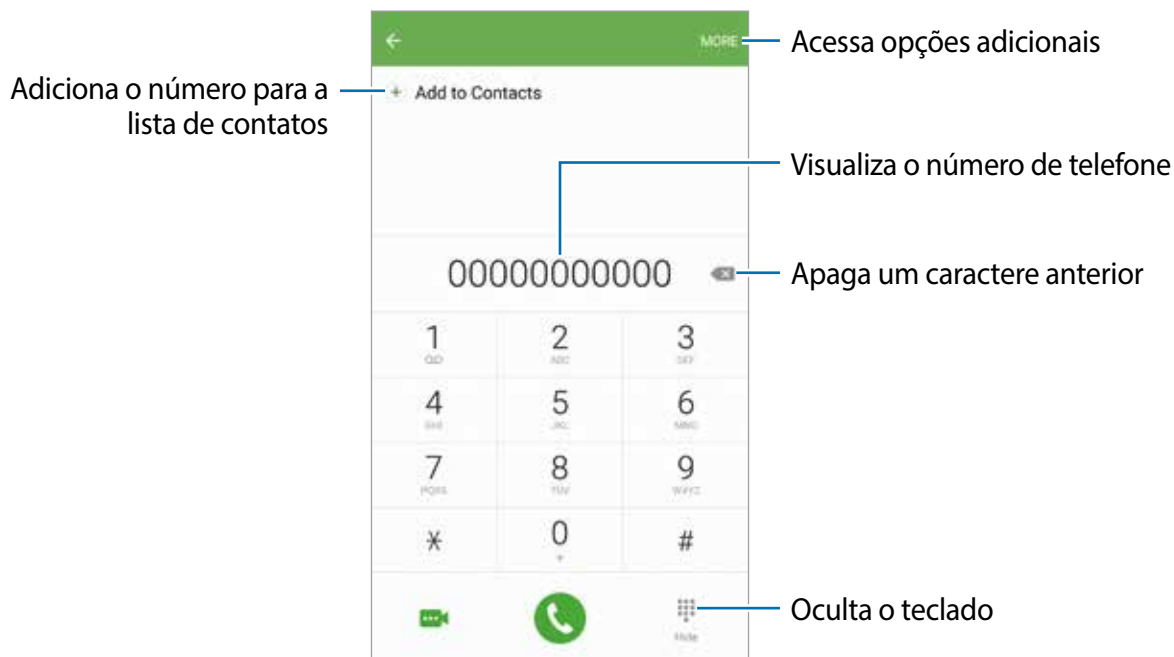 MORE
Acessa opções adicionais
Adiciona o número para a
lista de contatos
+ Add to Contacts
Visualiza o número de telefone
00000000000
Apaga um caractere anterior
1 2 3
ABC DEF
4 5 6
GHI JKL MNO
7 8 9
PQRS TUV WXYZ
* 0 #
+
Oculta o teclado
Hide